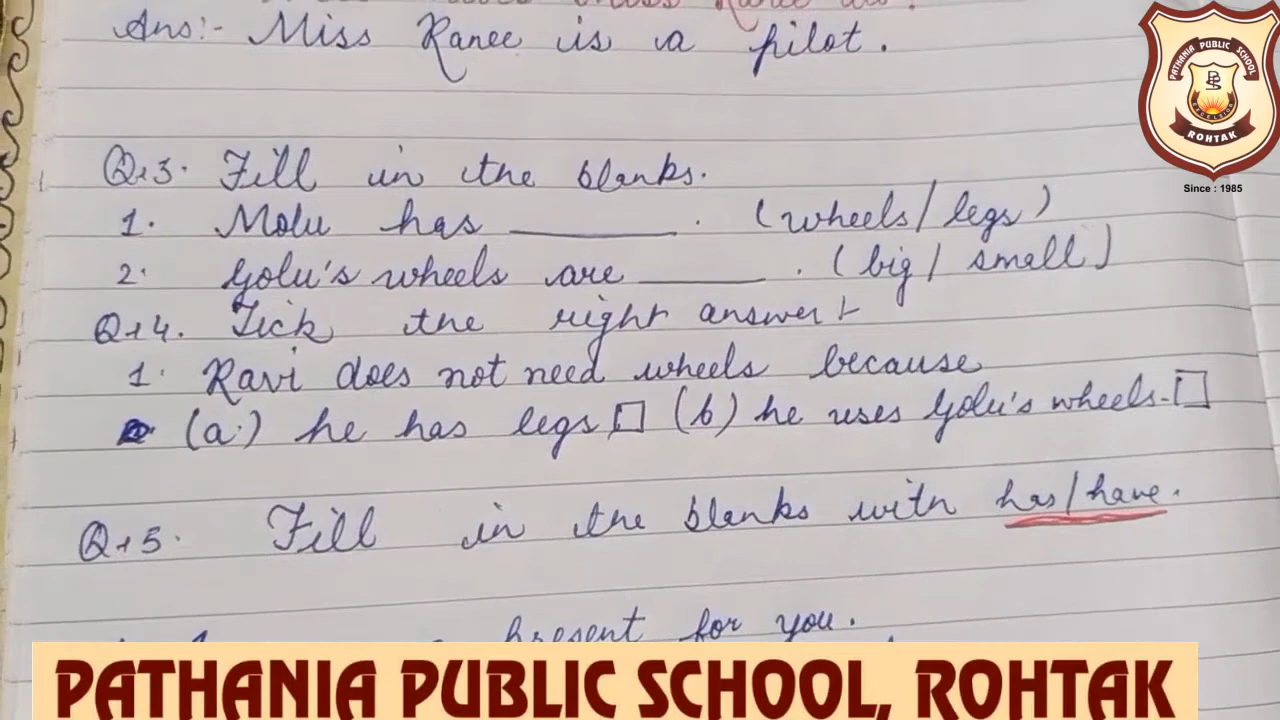 Ans:- Miss Ranee is a pilot.
Q.3. Fill in the blanks.
1. Molu has ______. (wheels/legs)
2. Golu's wheels are ______. (big/small)
Q.4. Tick the right answer.
1. Ravi does not need wheels because
(a.) he has legs (b) he uses Golu's wheels.
Q.5. Fill in the blanks with has/have.
present for you.
PATHANIA PUBLIC SCHOOL
PPS
EXCELSIOR
ROHTAK
Since : 1985
PATHANIA PUBLIC SCHOOL, ROHTAK